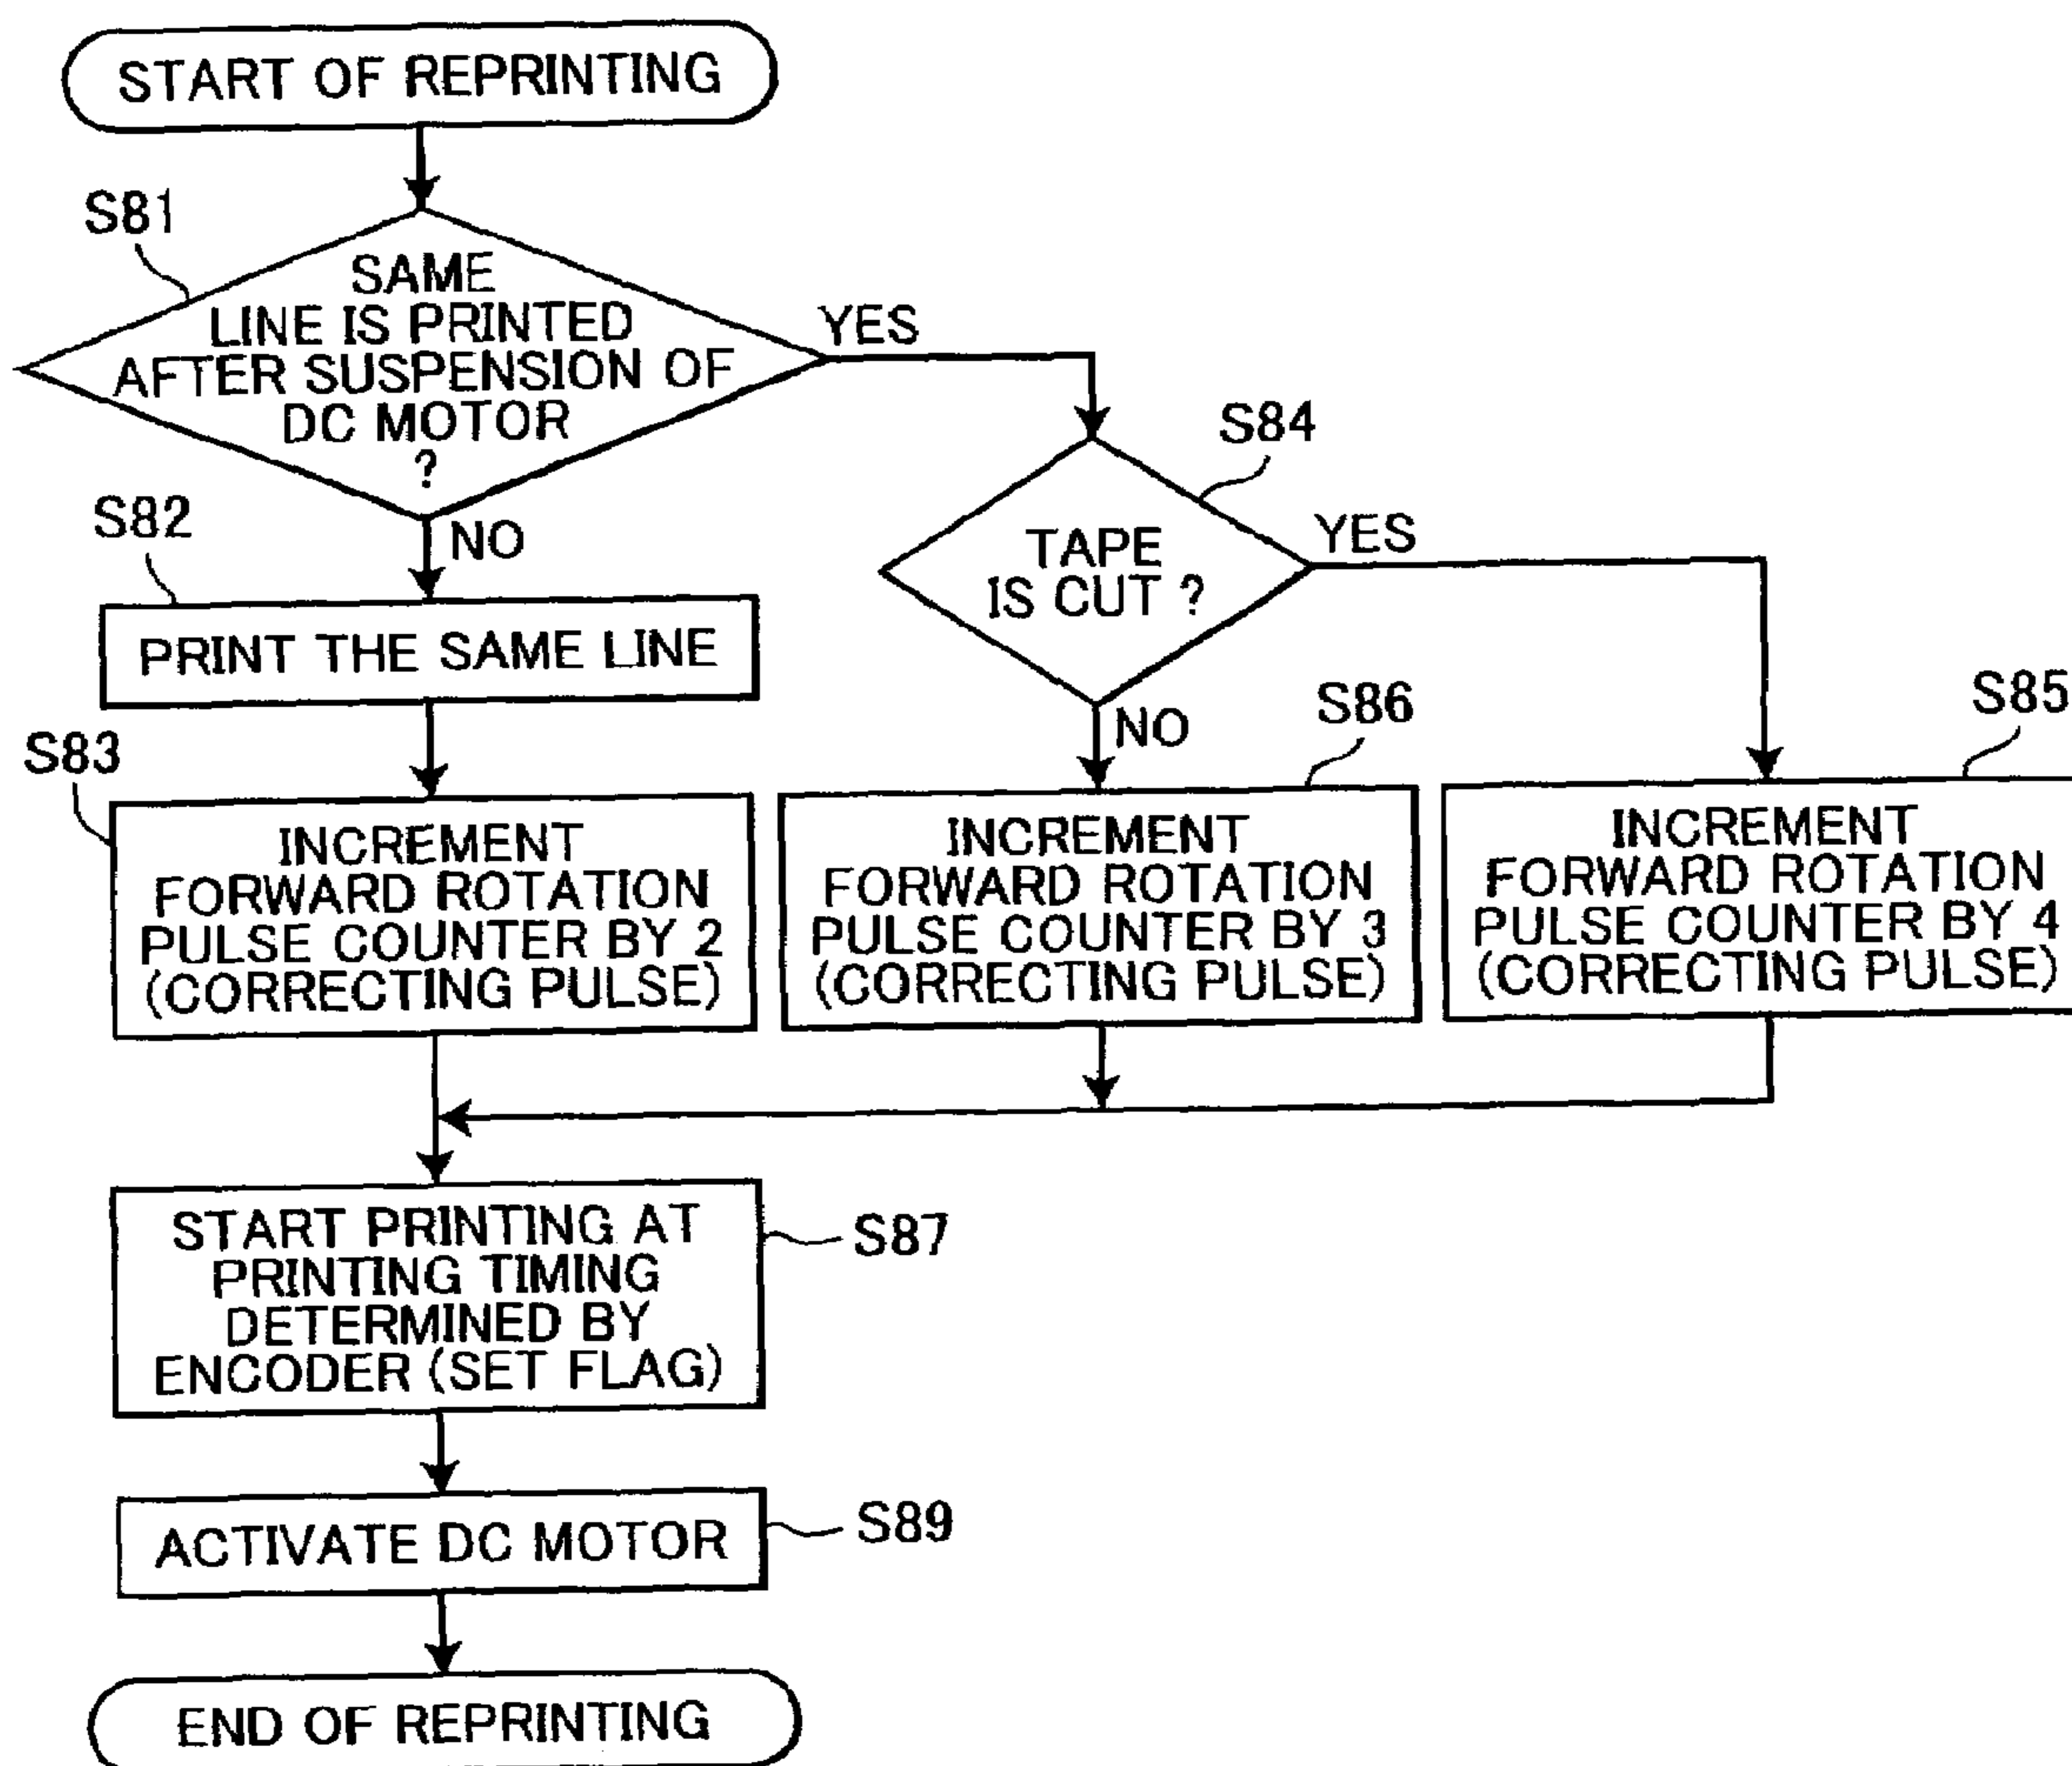 START OF REPRINTING
S81
SAME
LINE IS PRINTED
AFTER SUSPENSION OF
DC MOTOR
?
YES
NO
S82
PRINT THE SAME LINE
S83
INCREMENT
FORWARD ROTATION
PULSE COUNTER BY 2
(CORRECTING PULSE)
S84
TAPE
IS CUT ?
YES
NO
S86
INCREMENT
FORWARD ROTATION
PULSE COUNTER BY 3
(CORRECTING PULSE)
S85
INCREMENT
FORWARD ROTATION
PULSE COUNTER BY 4
(CORRECTING PULSE)
START PRINTING AT
PRINTING TIMING
DETERMINED BY
ENCODER (SET FLAG)
S87
ACTIVATE DC MOTOR
S89
END OF REPRINTING